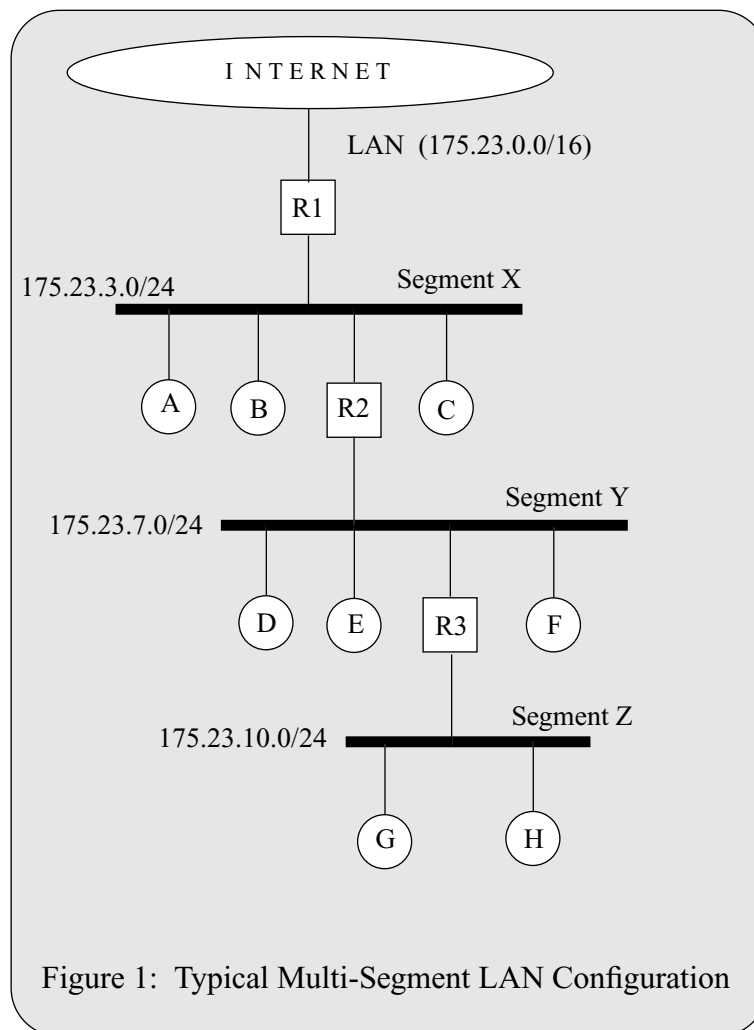 I N T E R N E T
LAN (175.23.0.0/16)
R1
175.23.3.0/24
Segment X
A
B
R2
C
175.23.7.0/24
Segment Y
D
E
R3
F
175.23.10.0/24
Segment Z
G
H
Figure 1: Typical Multi-Segment LAN Configuration